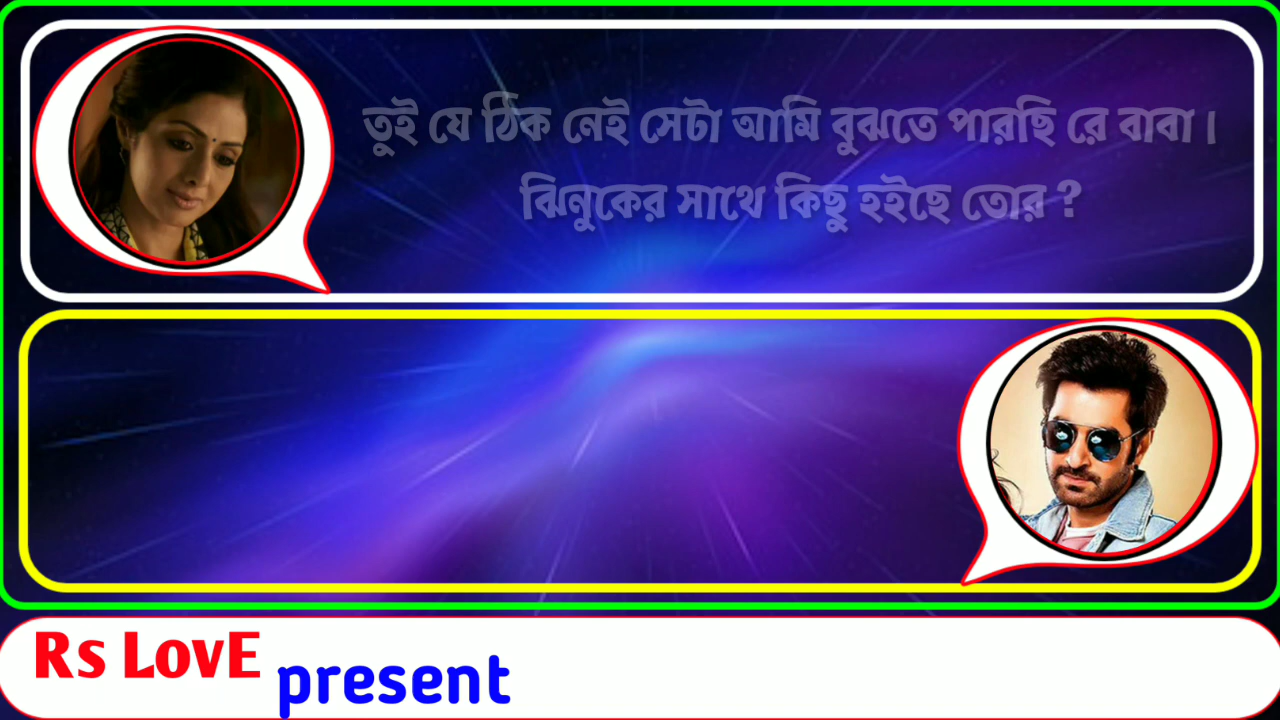 তুই যে ঠিক নেই সেটা আমি বুঝতে পারছি রে বাবা।
ঝিনুকের সাথে কিছু হইছে তোর ?
Rs LovE present